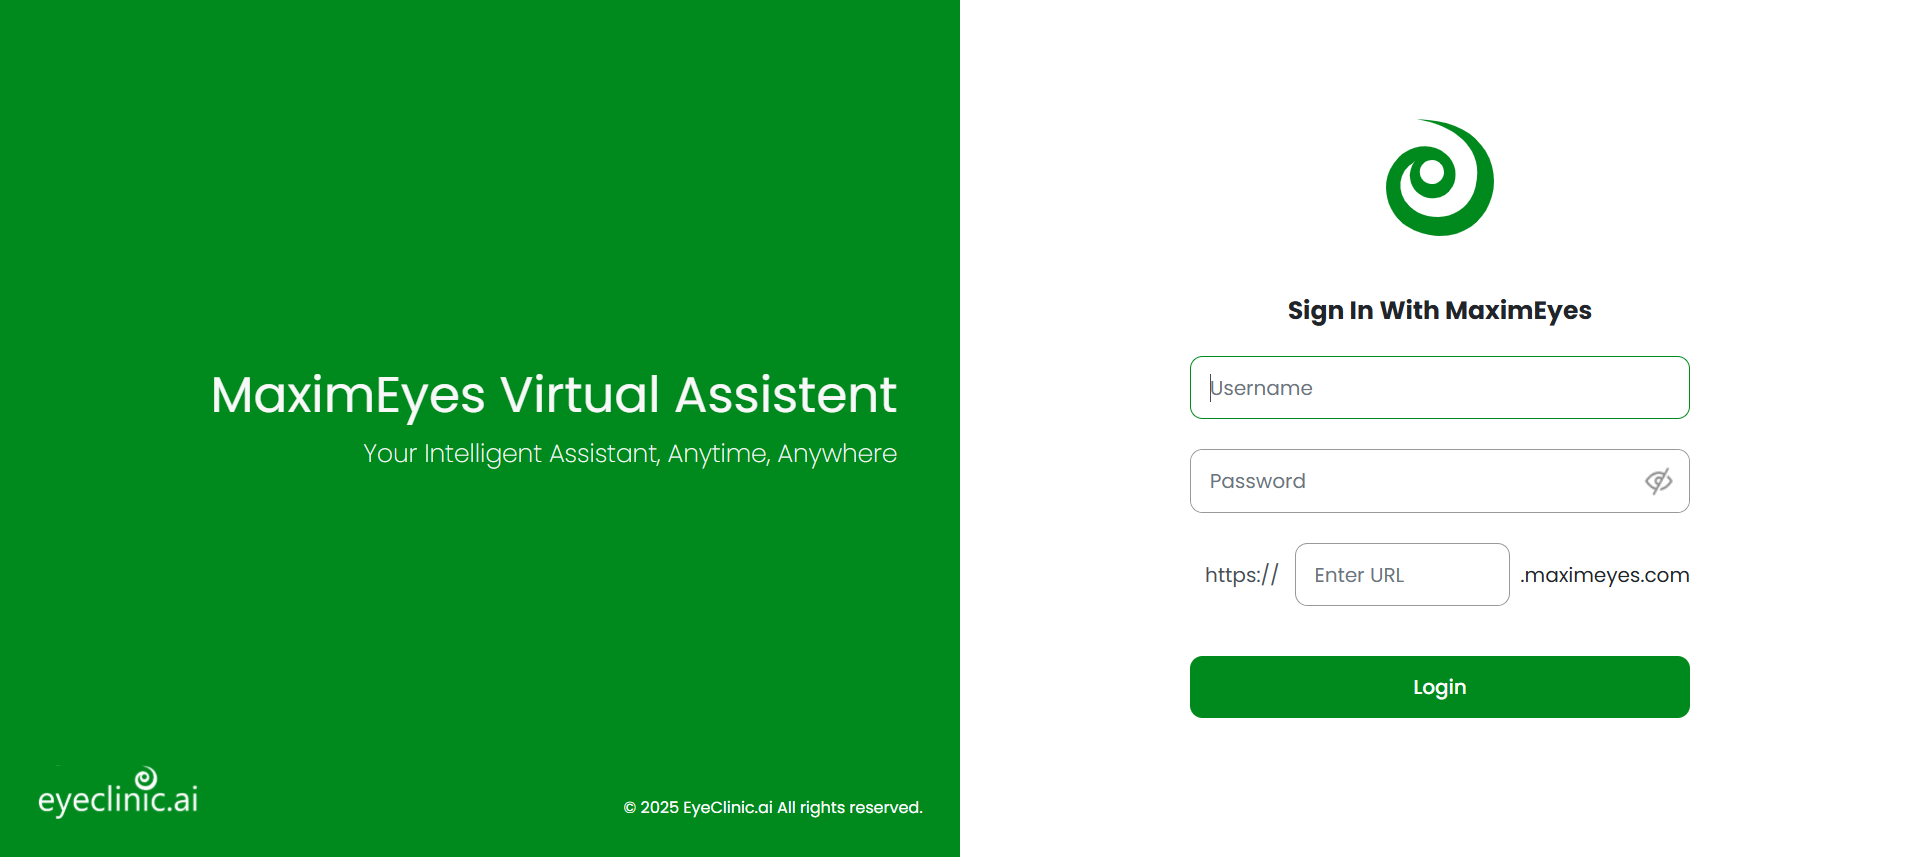 MaximEyes Virtual Assistent
Your Intelligent Assistant, Anytime, Anywhere
eyeclinic.ai
© 2025 EyeClinic.ai All rights reserved.
Sign In With MaximEyes
Username
Password
https:// Enter URL .maximeyes.com
Login